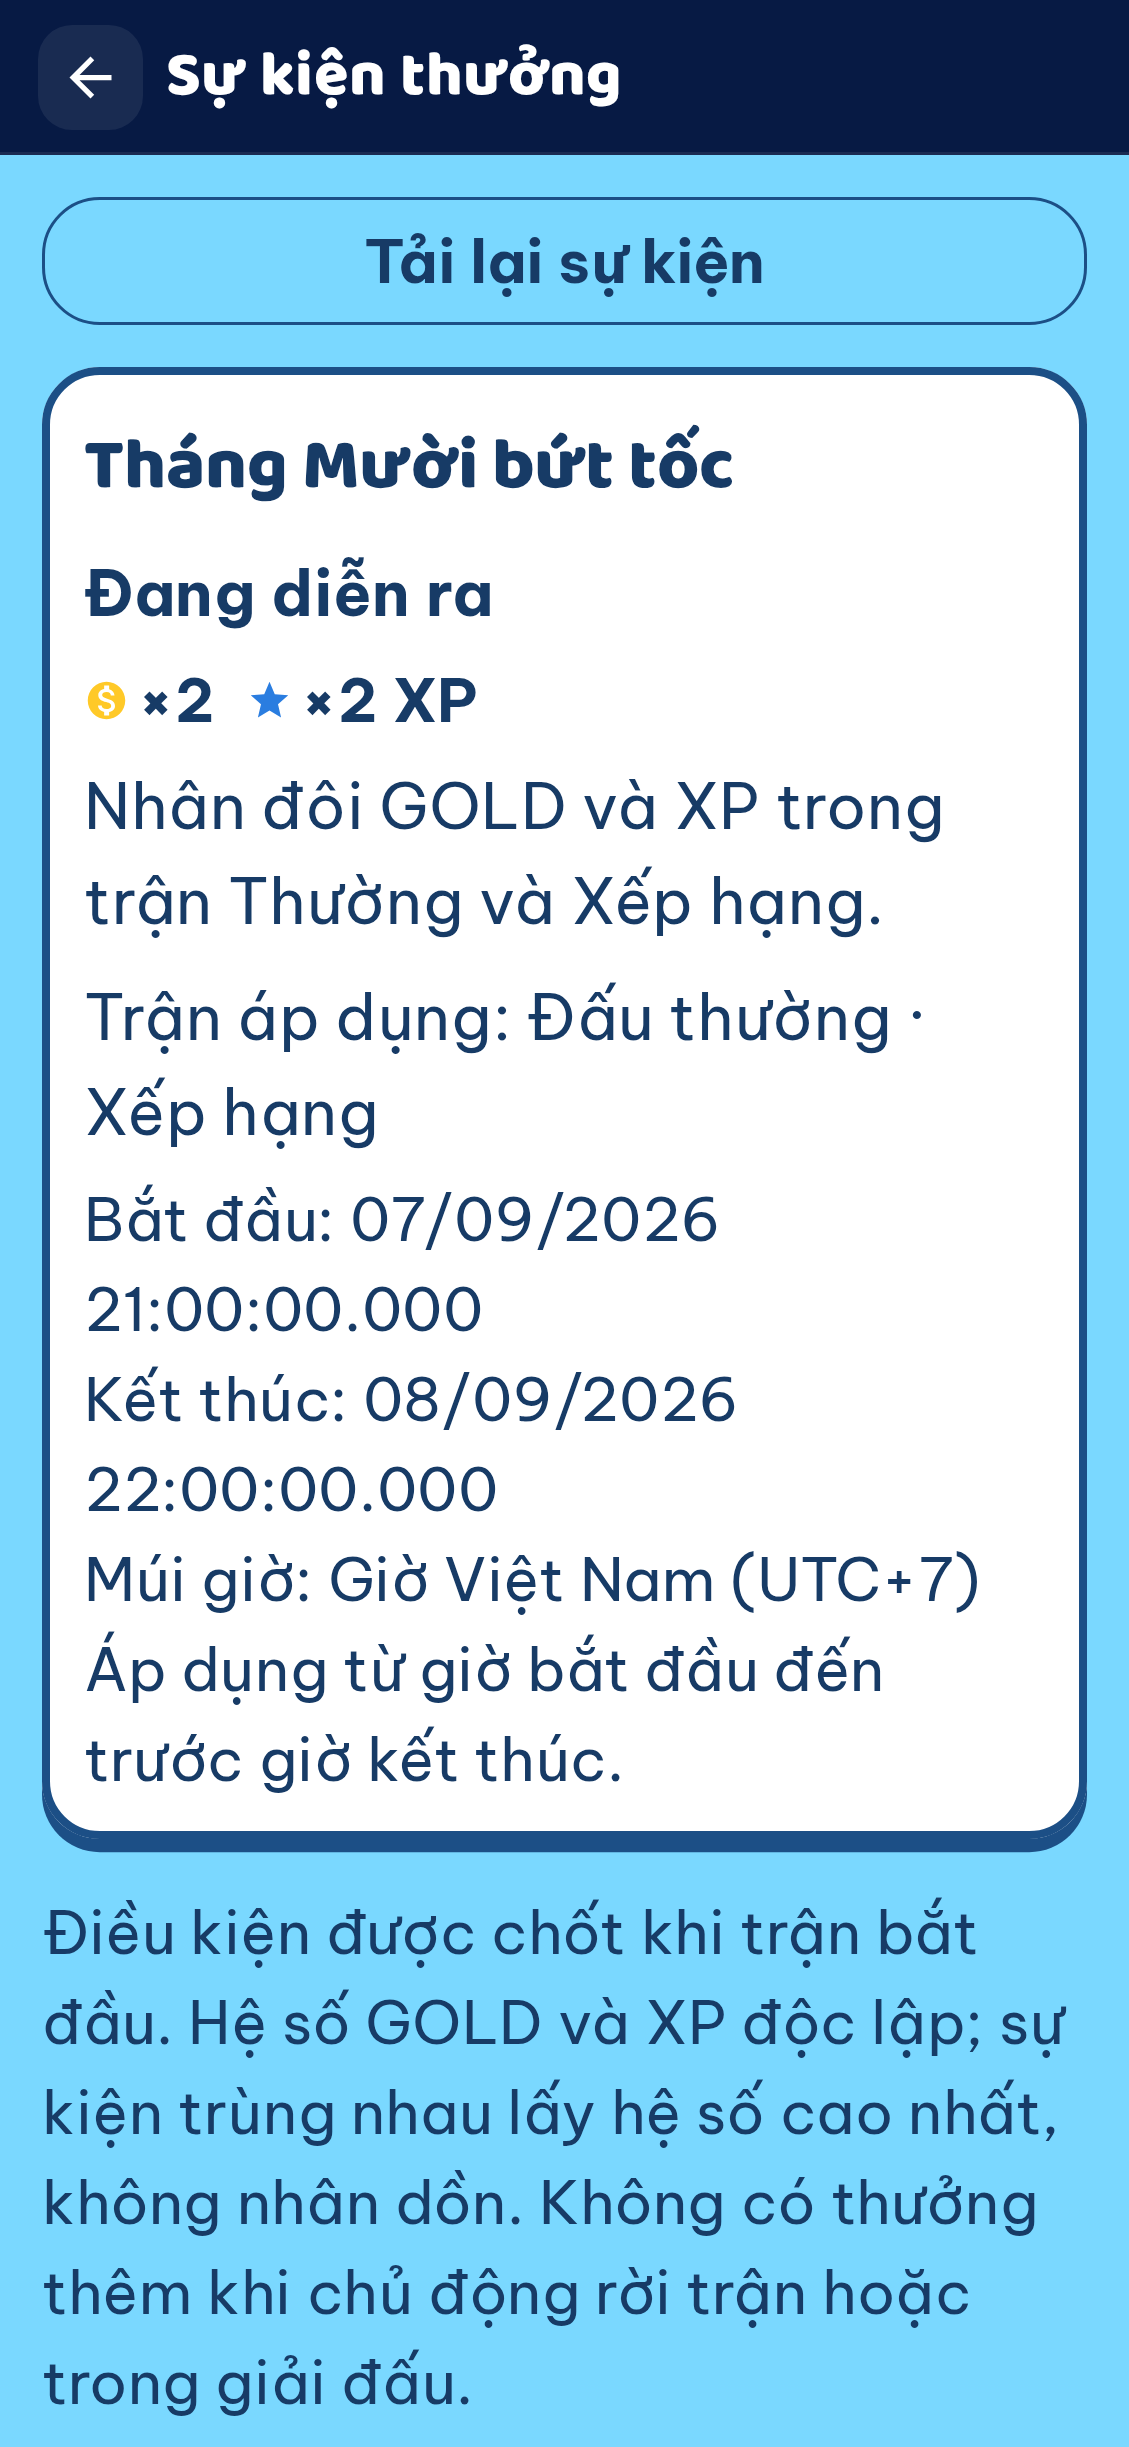 Sự kiện thưởng
Tải lại sự kiện
Tháng Mười bứt tốc
Đang diễn ra
×2 ×2 XP
Nhân đôi GOLD và XP trong
trận Thường và Xếp hạng.
Trận áp dụng: Đấu thường ·
Xếp hạng
Bắt đầu: 07/09/2026
21:00:00.000
Kết thúc: 08/09/2026
22:00:00.000
Múi giờ: Giờ Việt Nam (UTC+7)
Áp dụng từ giờ bắt đầu đến
trước giờ kết thúc.
Điều kiện được chốt khi trận bắt
đầu. Hệ số GOLD và XP độc lập; sự
kiện trùng nhau lấy hệ số cao nhất,
không nhân dồn. Không có thưởng
thêm khi chủ động rời trận hoặc
trong giải đấu.